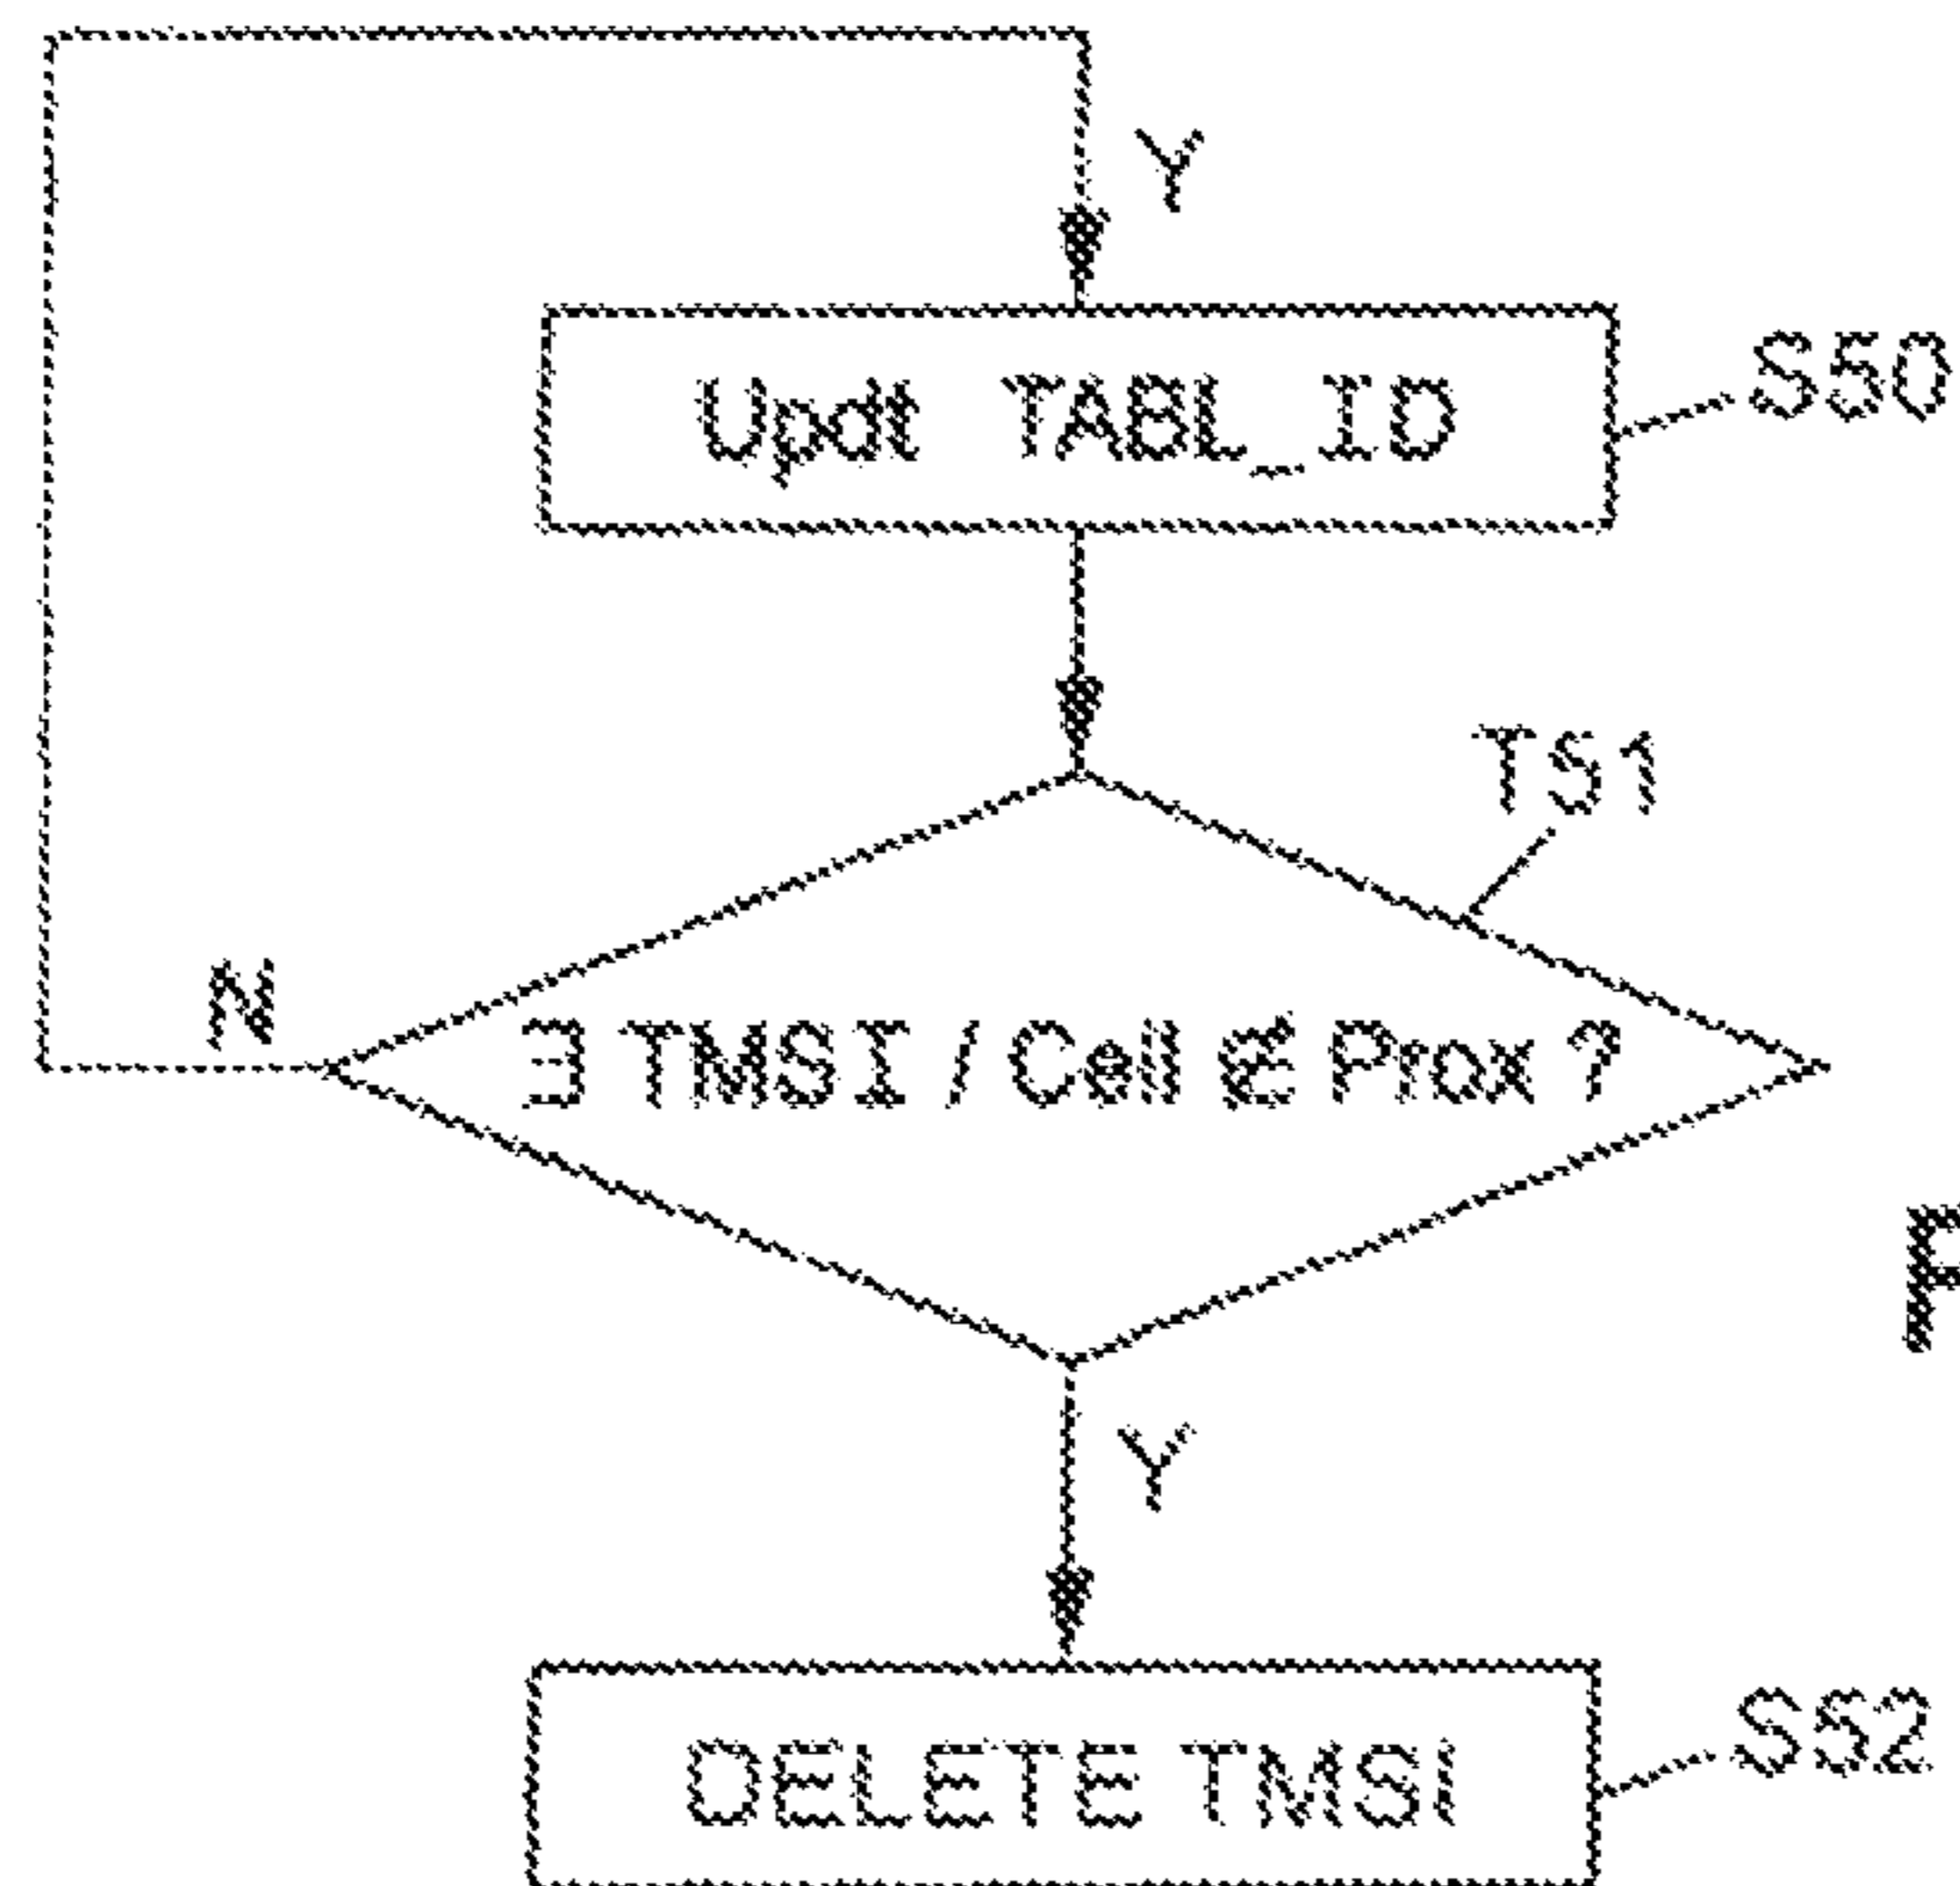 Y
Updt TABL_ID
S50
TS1
N
∃ TMSI / Cell ∉ Prox ?
Y
DELETE TMSI
S52